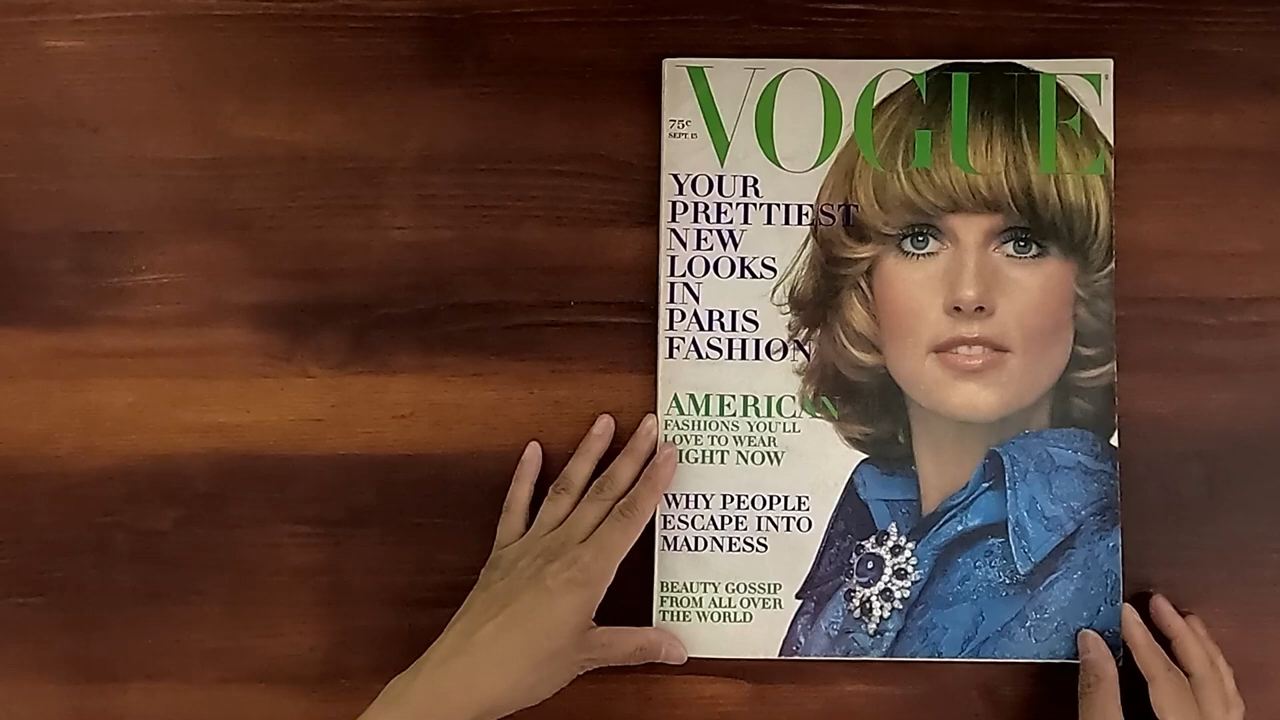 VOGUE
75¢
SEPT. 15
YOUR
PRETTIEST
NEW
LOOKS
IN
PARIS
FASHION
AMERICAN
FASHIONS YOU'LL
LOVE TO WEAR
RIGHT NOW
WHY PEOPLE
ESCAPE INTO
MADNESS
BEAUTY GOSSIP
FROM ALL OVER
THE WORLD